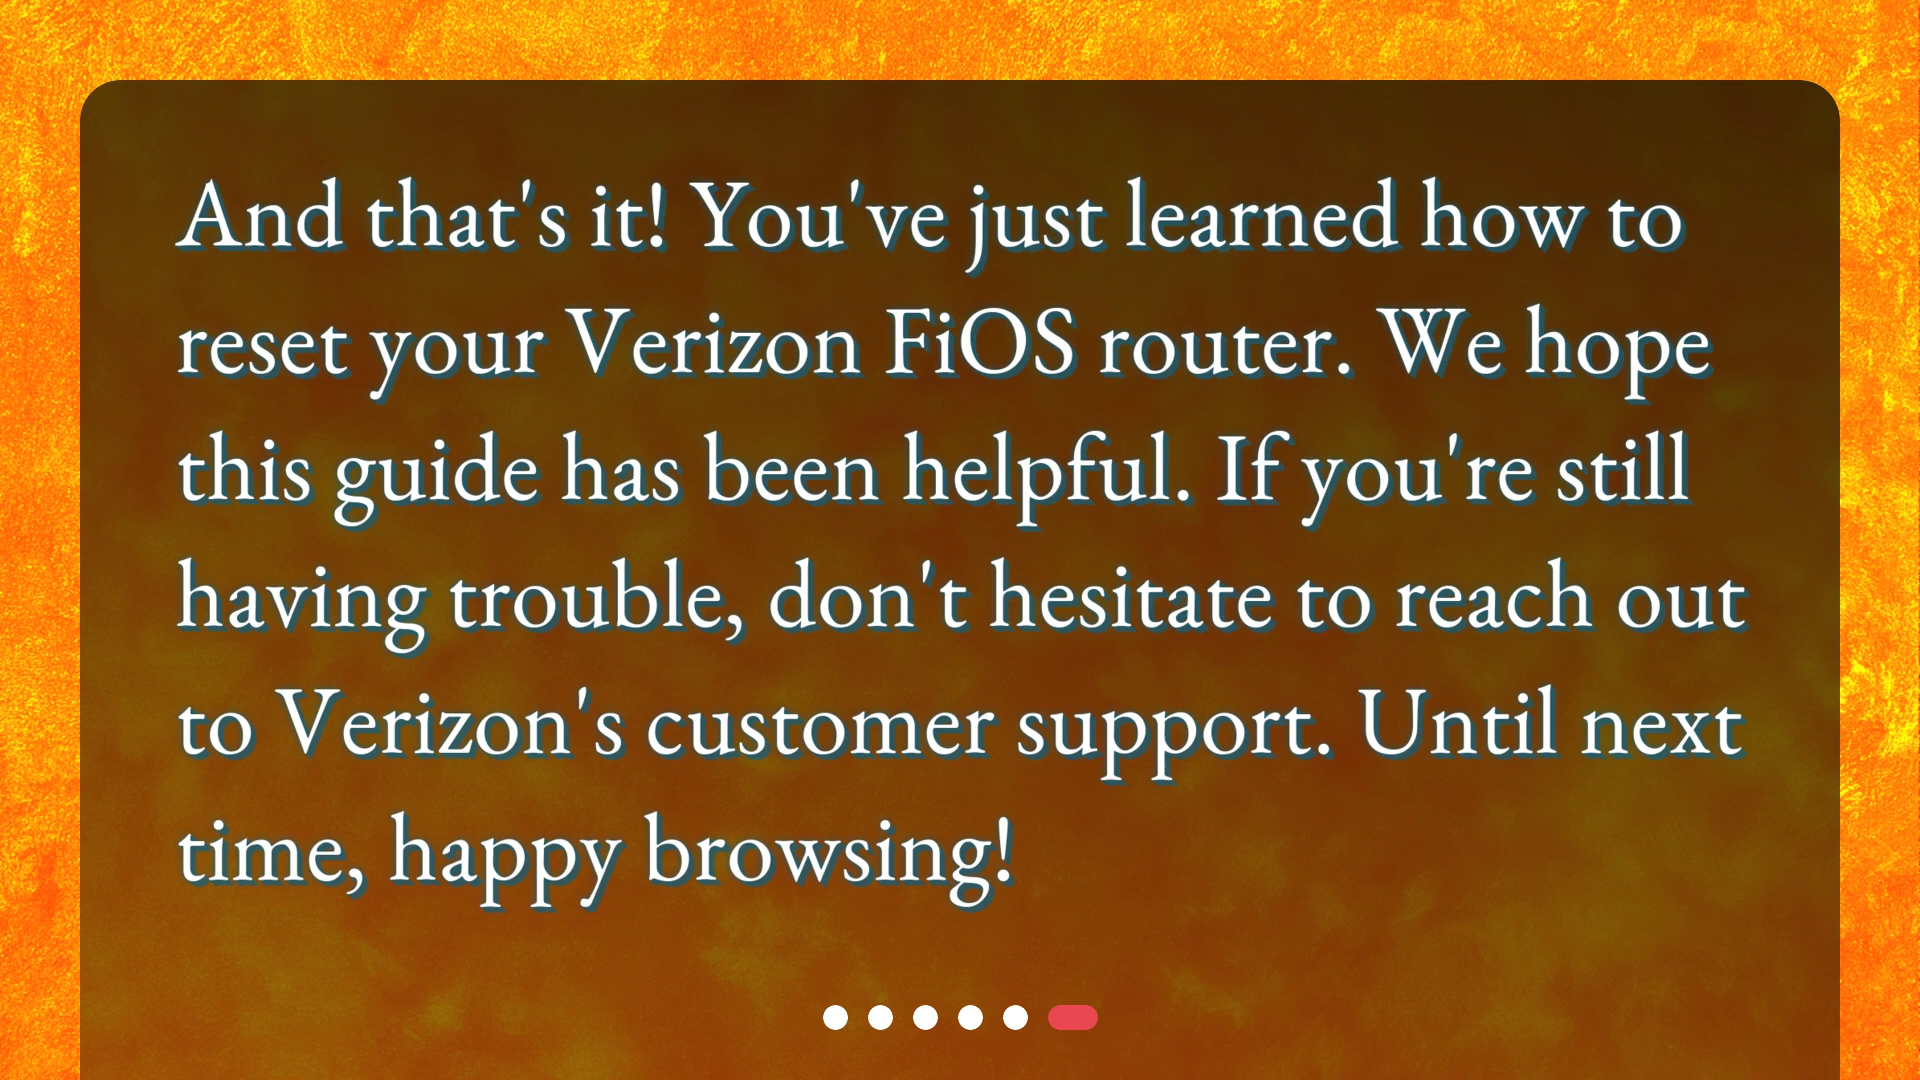 And that's it! You've just learned how to
reset your Verizon FiOS router. We hope
this guide has been helpful. If you're still
having trouble, don't hesitate to reach out
to Verizon's customer support. Until next
time, happy browsing!